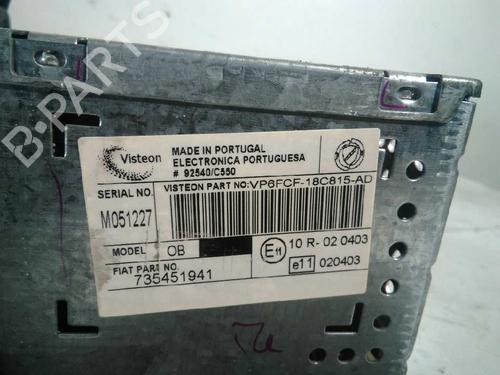 B-PARTS
Visteon
MADE IN PORTUGAL
ELECTRONICA PORTUGUESA
# 92540/C550
FIAT
SERIAL NO.
VISTEON PART NO: VP6FCF-18C815-AD
M051227
MODEL
OB
E11
10 R- 02 0403
FIAT PART NO.
735451941
e11
020403